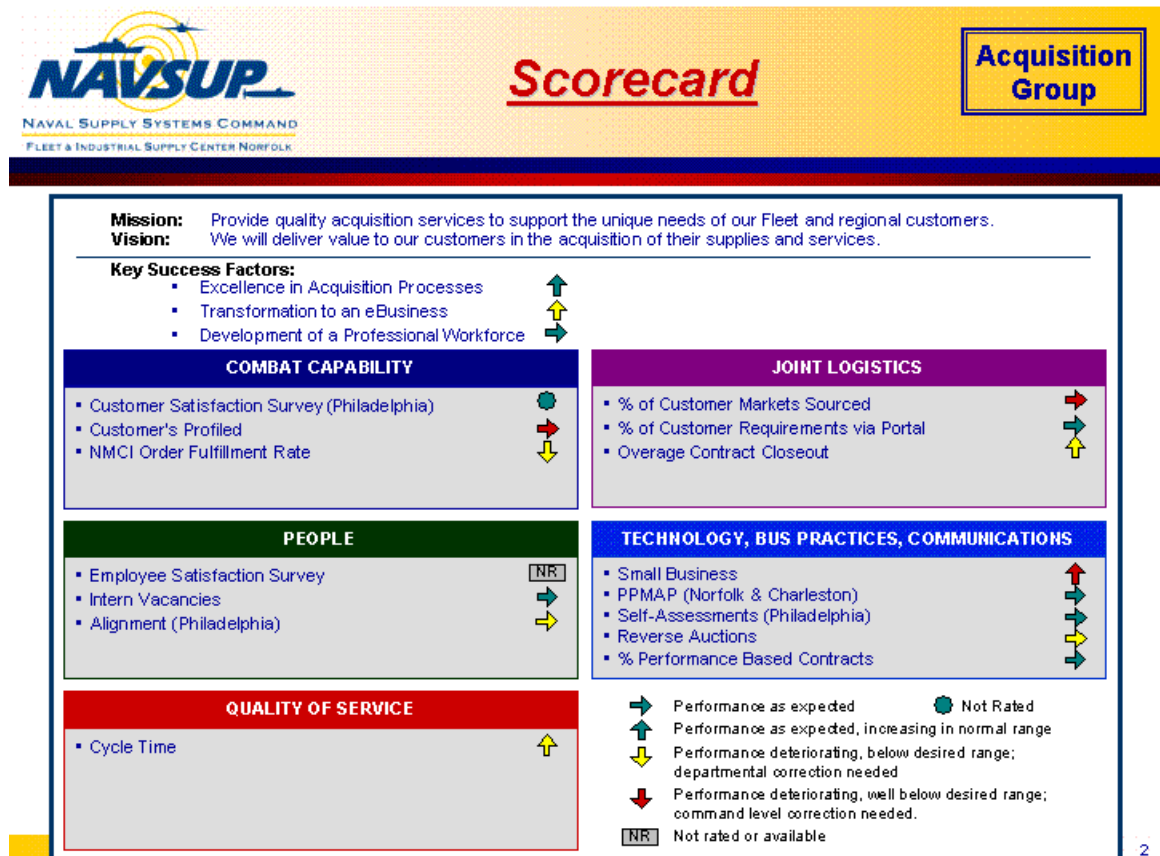 NAVSUP
NAVAL SUPPLY SYSTEMS COMMAND
FLEET & INDUSTRIAL SUPPLY CENTER NORFOLK
Scorecard
Acquisition
Group
Mission: Provide quality acquisition services to support the unique needs of our Fleet and regional customers.
Vision: We will deliver value to our customers in the acquisition of their supplies and services.
Key Success Factors:
▪ Excellence in Acquisition Processes
▪ Transformation to an eBusiness
▪ Development of a Professional Workforce
COMBAT CAPABILITY
▪ Customer Satisfaction Survey (Philadelphia)
▪ Customer's Profiled
▪ NMCI Order Fulfillment Rate
JOINT LOGISTICS
▪ % of Customer Markets Sourced
▪ % of Customer Requirements via Portal
▪ Overage Contract Closeout
PEOPLE
▪ Employee Satisfaction Survey NR
▪ Intern Vacancies
▪ Alignment (Philadelphia)
TECHNOLOGY, BUS PRACTICES, COMMUNICATIONS
▪ Small Business
▪ PPMAP (Norfolk & Charleston)
▪ Self-Assessments (Philadelphia)
▪ Reverse Auctions
▪ % Performance Based Contracts
QUALITY OF SERVICE
▪ Cycle Time
Performance as expected Not Rated
Performance as expected, increasing in normal range
Performance deteriorating, below desired range;
departmental correction needed
Performance deteriorating, well below desired range;
command level correction needed.
NR Not rated or available
2